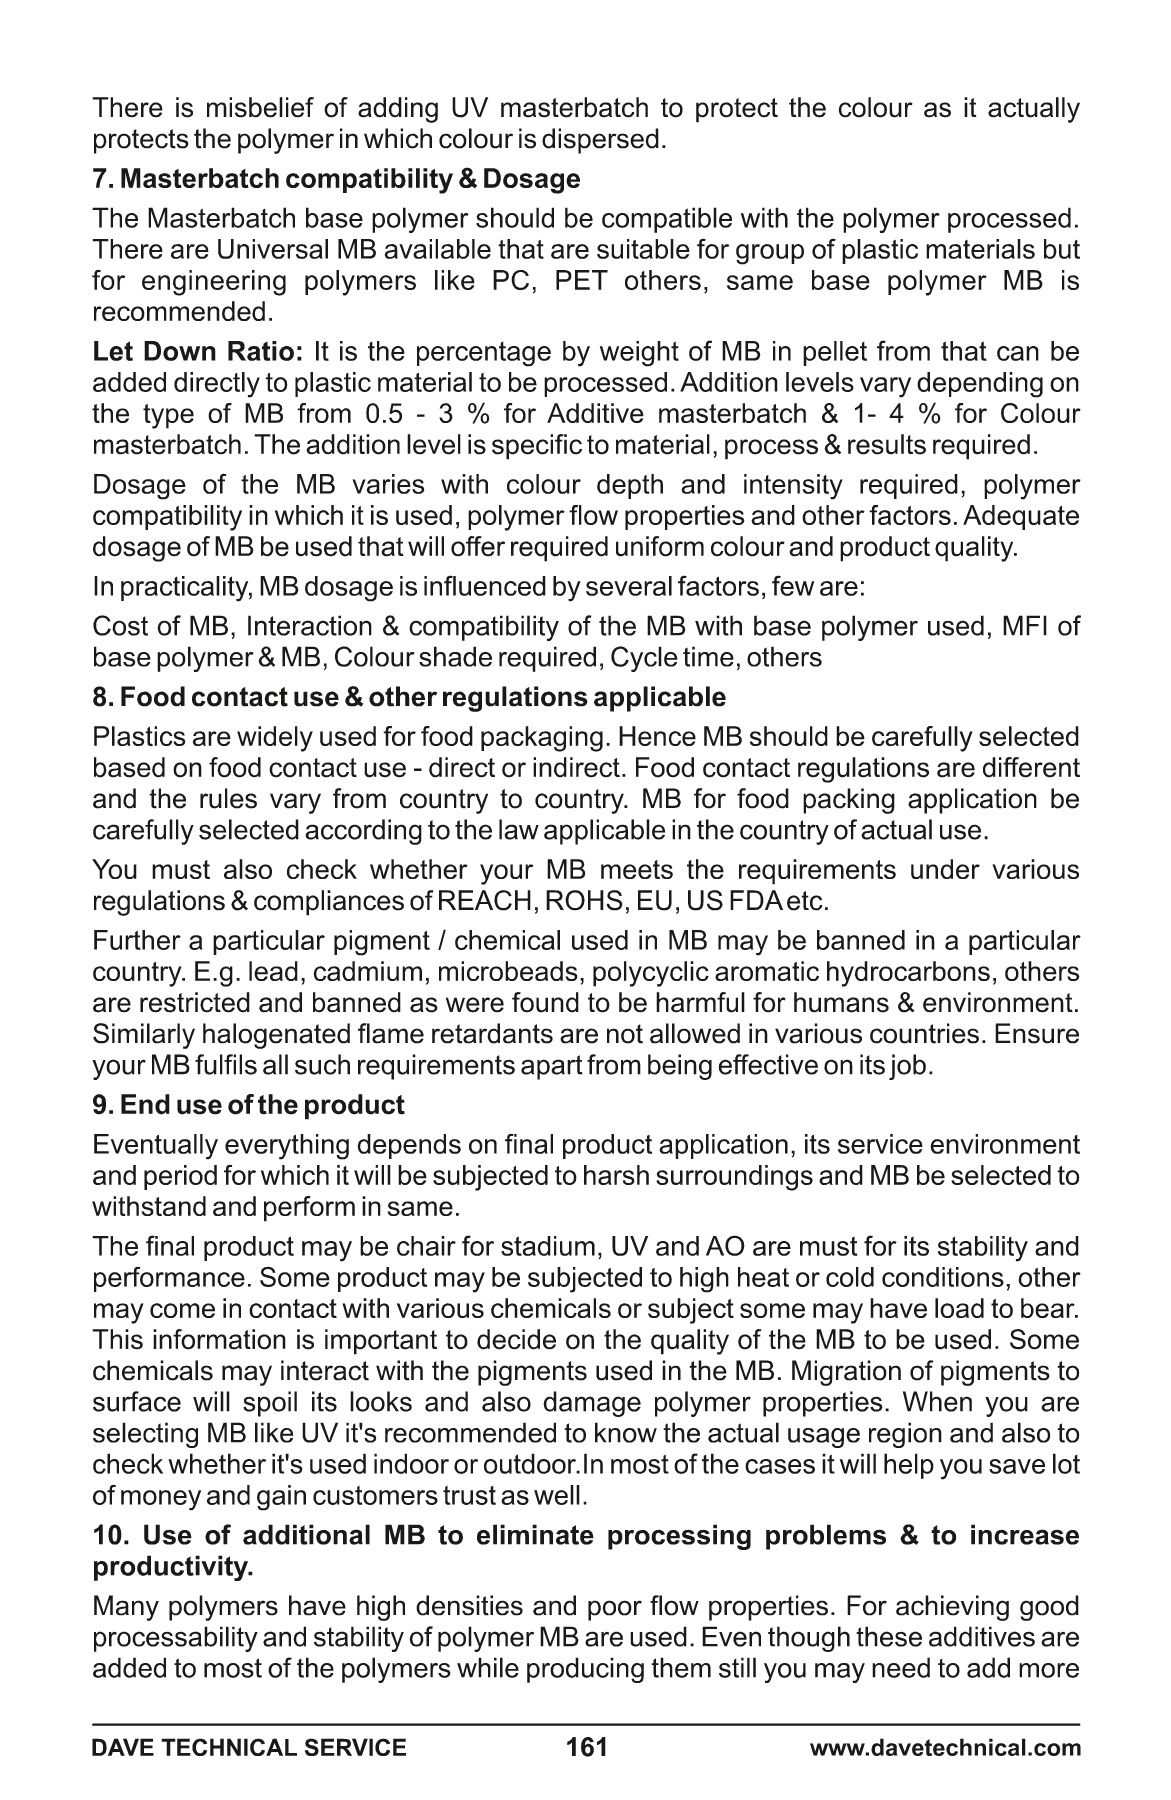 There is misbelief of adding UV masterbatch to protect the colour as it actually
protects the polymer in which colour is dispersed.
7. Masterbatch compatibility & Dosage
The Masterbatch base polymer should be compatible with the polymer processed.
There are Universal MB available that are suitable for group of plastic materials but
for engineering polymers like PC, PET others, same base polymer MB is
recommended.
Let Down Ratio: It is the percentage by weight of MB in pellet from that can be
added directly to plastic material to be processed. Addition levels vary depending on
the type of MB from 0.5 - 3 % for Additive masterbatch & 1- 4 % for Colour
masterbatch. The addition level is specific to material, process & results required.
Dosage of the MB varies with colour depth and intensity required, polymer
compatibility in which it is used, polymer flow properties and other factors. Adequate
dosage of MB be used that will offer required uniform colour and product quality.
In practicality, MB dosage is influenced by several factors, few are:
Cost of MB, Interaction & compatibility of the MB with base polymer used, MFI of
base polymer & MB, Colour shade required, Cycle time, others
8. Food contact use & other regulations applicable
Plastics are widely used for food packaging. Hence MB should be carefully selected
based on food contact use - direct or indirect. Food contact regulations are different
and the rules vary from country to country. MB for food packing application be
carefully selected according to the law applicable in the country of actual use.
You must also check whether your MB meets the requirements under various
regulations & compliances of REACH, ROHS, EU, US FDA etc.
Further a particular pigment / chemical used in MB may be banned in a particular
country. E.g. lead, cadmium, microbeads, polycyclic aromatic hydrocarbons, others
are restricted and banned as were found to be harmful for humans & environment.
Similarly halogenated flame retardants are not allowed in various countries. Ensure
your MB fulfils all such requirements apart from being effective on its job.
9. End use of the product
Eventually everything depends on final product application, its service environment
and period for which it will be subjected to harsh surroundings and MB be selected to
withstand and perform in same.
The final product may be chair for stadium, UV and AO are must for its stability and
performance. Some product may be subjected to high heat or cold conditions, other
may come in contact with various chemicals or subject some may have load to bear.
This information is important to decide on the quality of the MB to be used. Some
chemicals may interact with the pigments used in the MB. Migration of pigments to
surface will spoil its looks and also damage polymer properties. When you are
selecting MB like UV it's recommended to know the actual usage region and also to
check whether it's used indoor or outdoor.In most of the cases it will help you save lot
of money and gain customers trust as well.
10. Use of additional MB to eliminate processing problems & to increase
productivity.
Many polymers have high densities and poor flow properties. For achieving good
processability and stability of polymer MB are used. Even though these additives are
added to most of the polymers while producing them still you may need to add more
DAVE TECHNICAL SERVICE 161 www.davetechnical.com